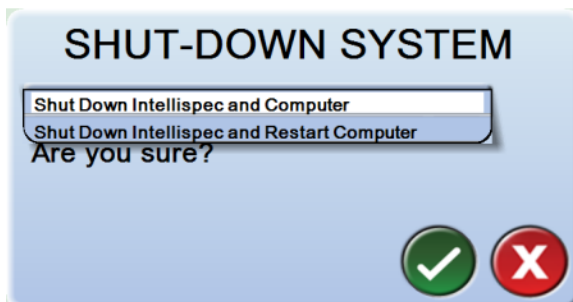 SHUT-DOWN SYSTEM
Shut Down Intellispec and Computer
Shut Down Intellispec and Restart Computer
Are you sure?